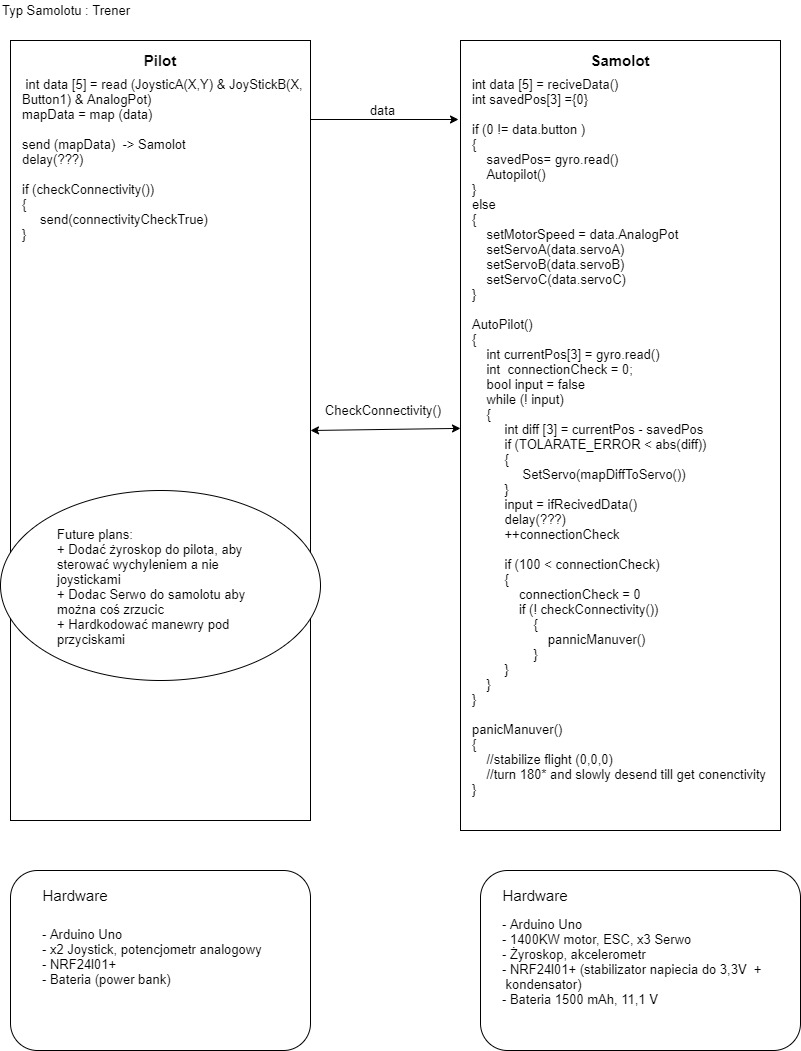 Typ Samolotu : Trener
Pilot
int data [5] = read (JoysticA(X,Y) & JoyStickB(X,
Button1) & AnalogPot)
mapData = map (data)
send (mapData) -> Samolot
delay(???)
if (checkConnectivity())
{
send(connectivityCheckTrue)
}
data
CheckConnectivity()
Samolot
int data [5] = reciveData()
int savedPos[3] ={0}
if (0 != data.button )
{
savedPos= gyro.read()
Autopilot()
}
else
{
setMotorSpeed = data.AnalogPot
setServoA(data.servoA)
setServoB(data.servoB)
setServoC(data.servoC)
}
AutoPilot()
{
int currentPos[3] = gyro.read()
int connectionCheck = 0;
bool input = false
while (! input)
{
int diff [3] = currentPos - savedPos
if (TOLARATE_ERROR < abs(diff))
{
SetServo(mapDiffToServo())
}
input = ifRecivedData()
delay(???)
++connectionCheck
if (100 < connectionCheck)
{
connectionCheck = 0
if (! checkConnectivity())
{
pannicManuver()
}
}
}
}
panicManuver()
{
//stabilize flight (0,0,0)
//turn 180* and slowly desend till get conenctivity
}
Future plans:
+ Dodać żyroskop do pilota, aby
sterować wychyleniem a nie
joystickami
+ Dodac Serwo do samolotu aby
można coś zrzucic
+ Hardkodować manewry pod
przyciskami
Hardware
- Arduino Uno
- x2 Joystick, potencjometr analogowy
- NRF24l01+
- Bateria (power bank)
Hardware
- Arduino Uno
- 1400KW motor, ESC, x3 Serwo
- Żyroskop, akcelerometr
- NRF24l01+ (stabilizator napiecia do 3,3V +
kondensator)
- Bateria 1500 mAh, 11,1 V